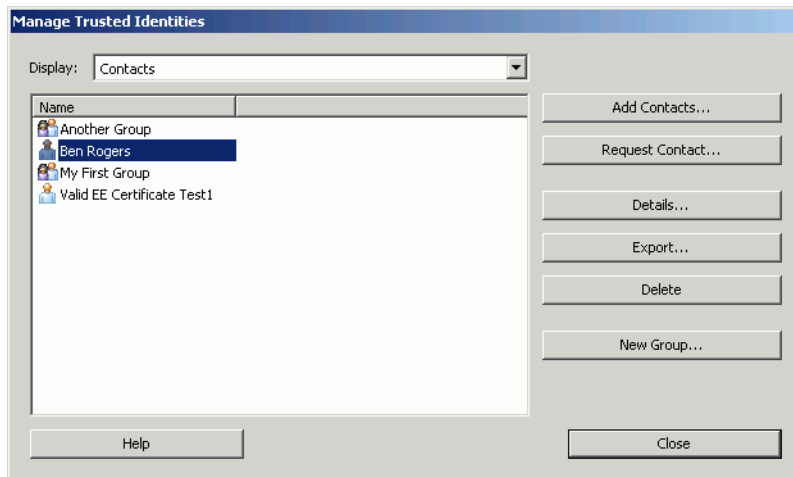 Manage Trusted Identities
Display: Contacts
Name
Another Group
Ben Rogers
My First Group
Valid EE Certificate Test1
Add Contacts...
Request Contact...
Details...
Export...
Delete
New Group...
Help
Close